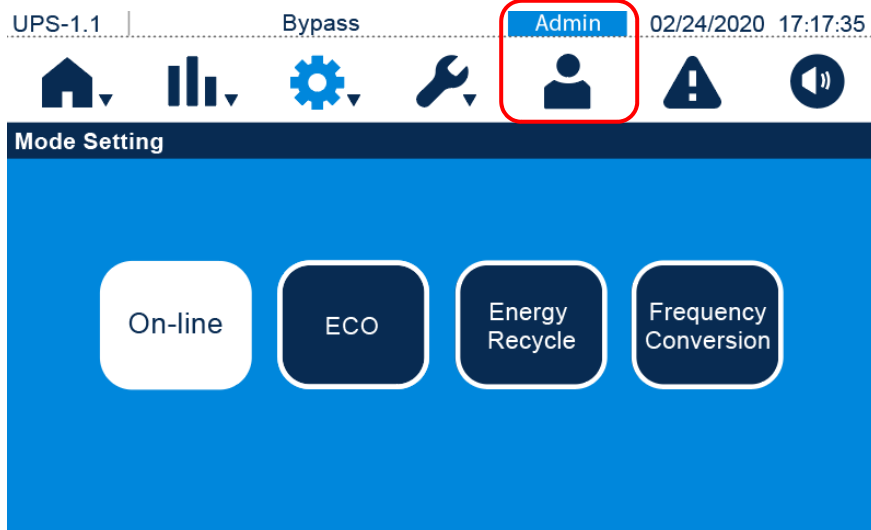 UPS-1.1 Bypass Admin 02/24/2020 17:17:35
Mode Setting
On-line
ECO
Energy
Recycle
Frequency
Conversion